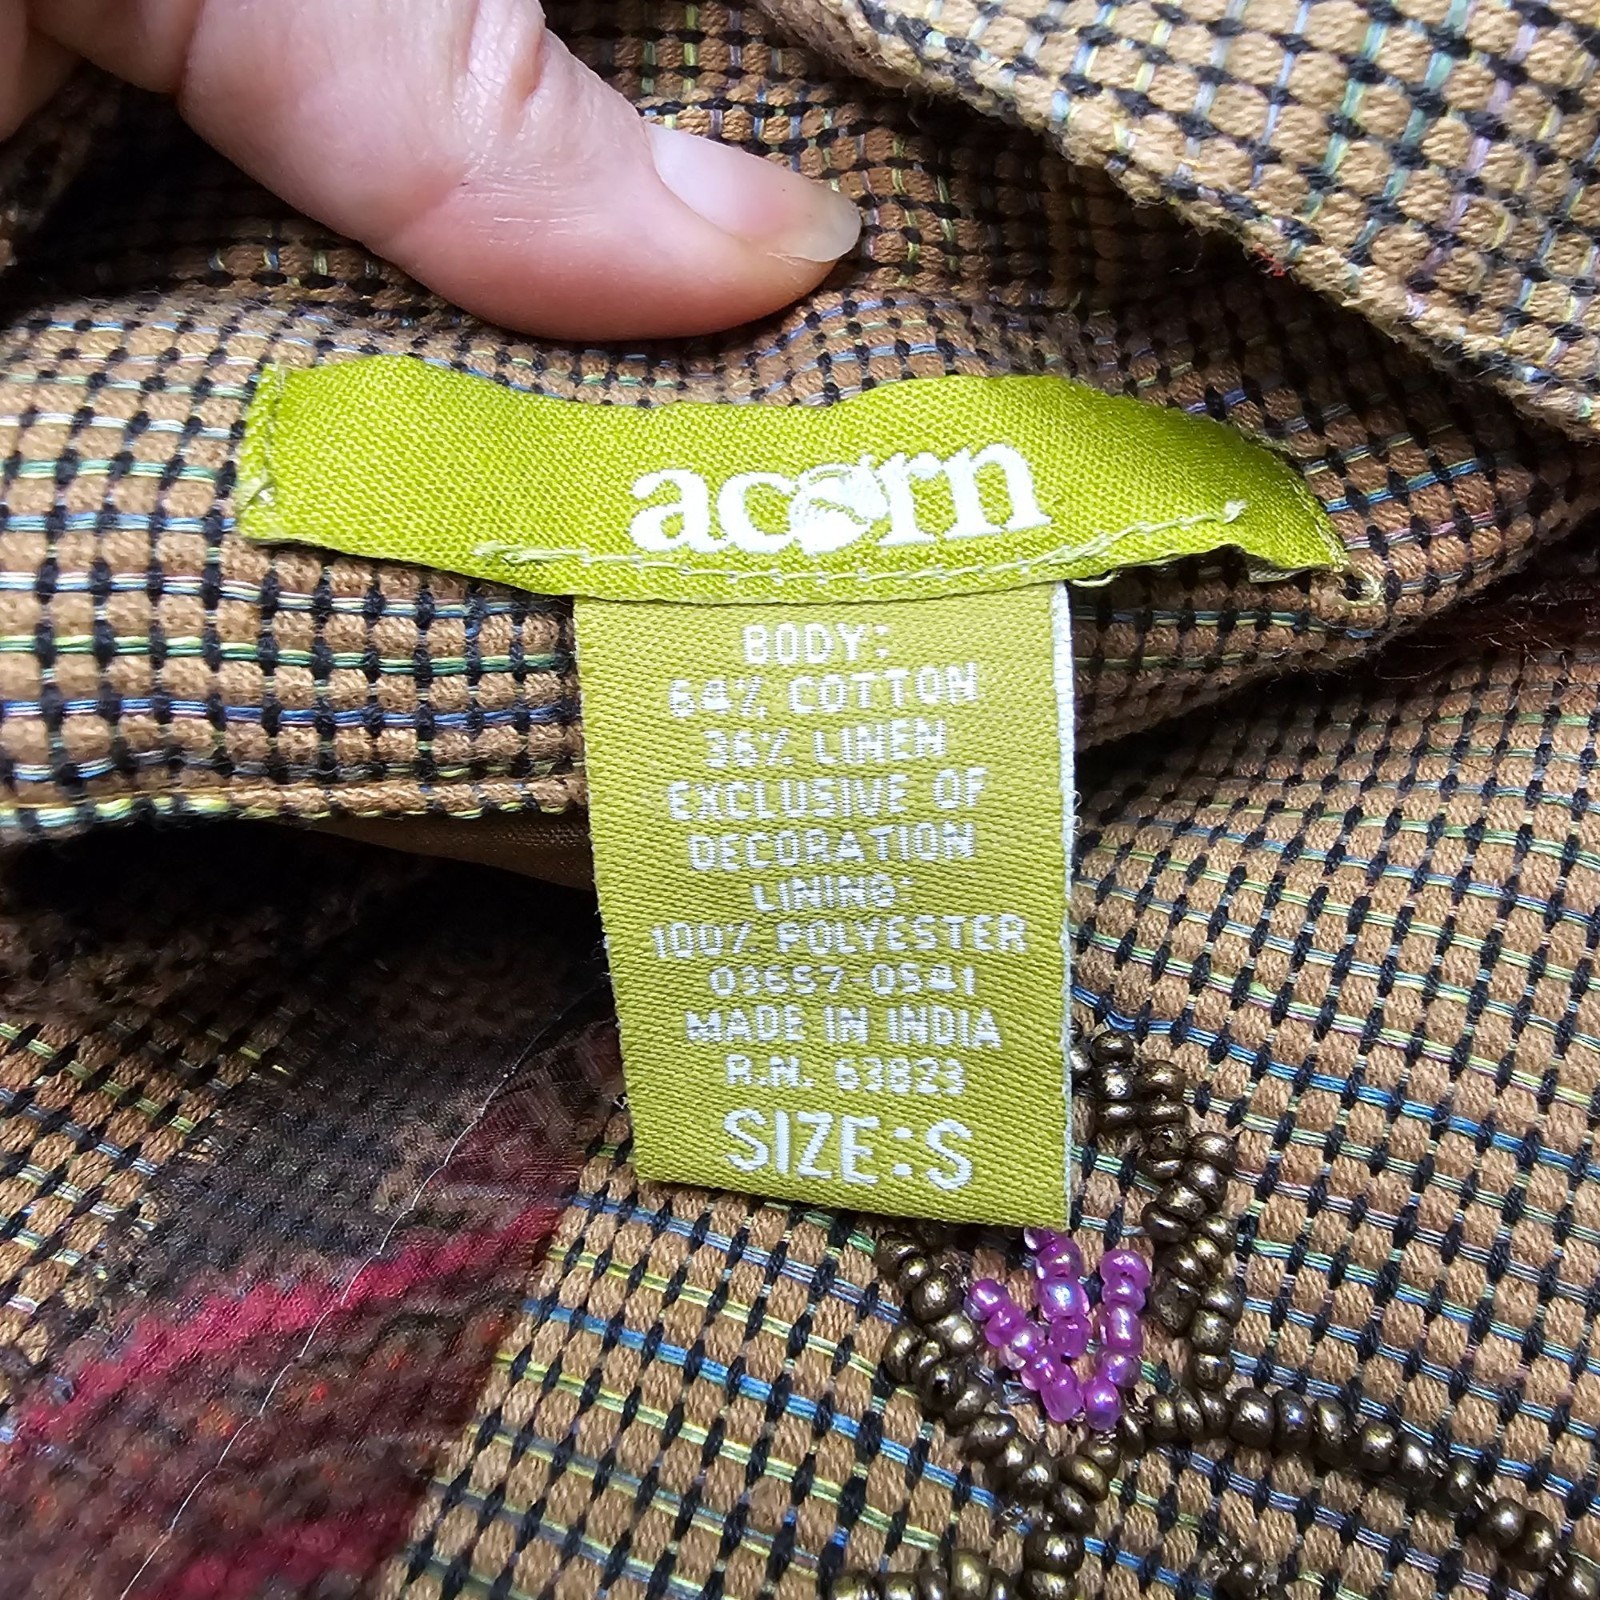 acorn
BODY:
64% COTTON
36% LINEN
EXCLUSIVE OF
DECORATION
LINING:
100% POLYESTER
03657-0541
MADE IN INDIA
R.N. 63823
SIZE:S